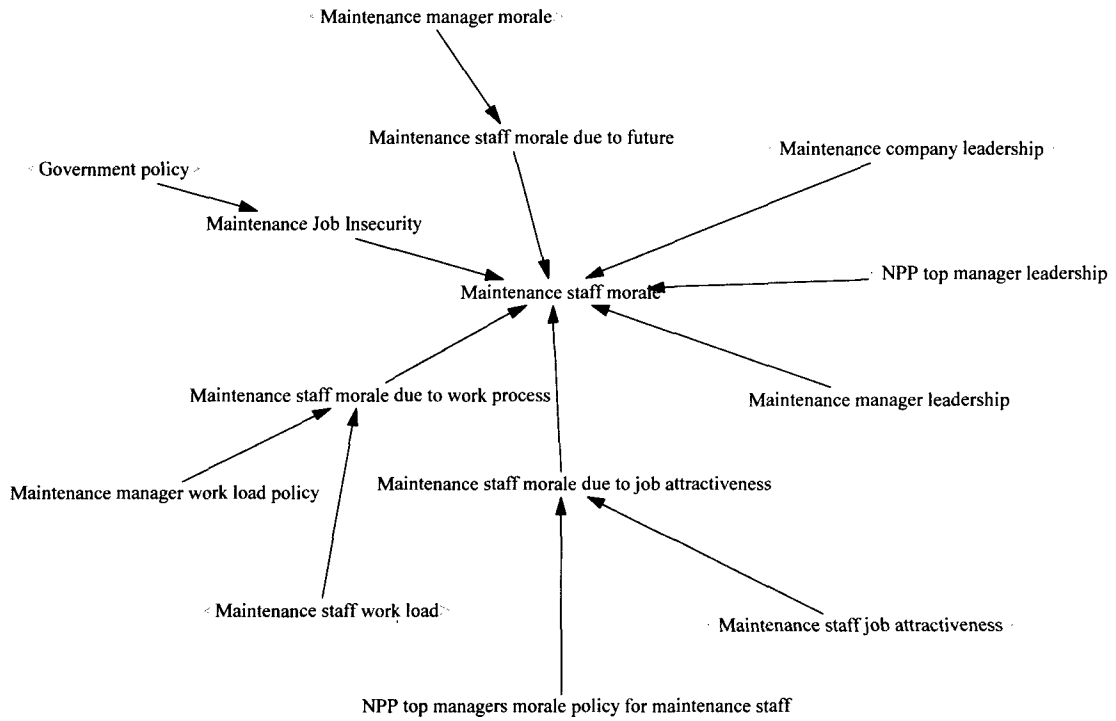 < Maintenance manager morale >
Maintenance staff morale due to future
Maintenance company leadership
< Government policy >
Maintenance Job Insecurity
NPP top manager leadership
Maintenance staff morale
Maintenance staff morale due to work process
Maintenance manager leadership
Maintenance staff morale due to job attractiveness
Maintenance manager work load policy
< Maintenance staff work load >
Maintenance staff job attractiveness
NPP top managers morale policy for maintenance staff